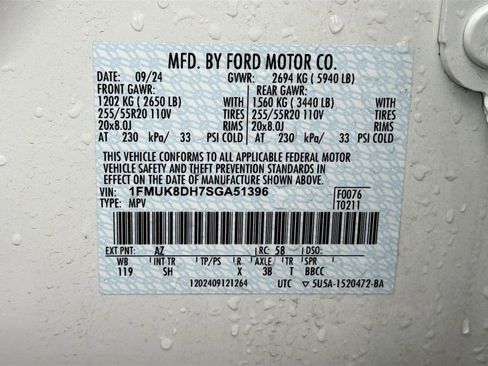 MFD. BY FORD MOTOR CO.
DATE: 09/24 GVWR: 2694 KG ( 5940 LB)
FRONT GAWR: REAR GAWR:
1202 KG ( 2650 LB) WITH 1560 KG ( 3440 LB) WITH
255/55R20 110V TIRES 255/55R20 110V TIRES
20x8.0J RIMS 20x8.0J RIMS
AT 230 kPa/ 33 PSI COLD AT 230 kPa/ 33 PSI COLD
THIS VEHICLE CONFORMS TO ALL APPLICABLE FEDERAL MOTOR
VEHICLE SAFETY AND THEFT PREVENTION STANDARDS IN
EFFECT ON THE DATE OF MANUFACTURE SHOWN ABOVE.
VIN: 1FMUK8DH7SGA51396 F0076
TYPE: MPV T0211
EXT PNT: AZ RC: 58 DSO:
WB INT TR TP/PS R AXLE TR SPR
119 SH X 3B T BBCC
1202409121264 UTC ▽ 5U5A-1520472-BA